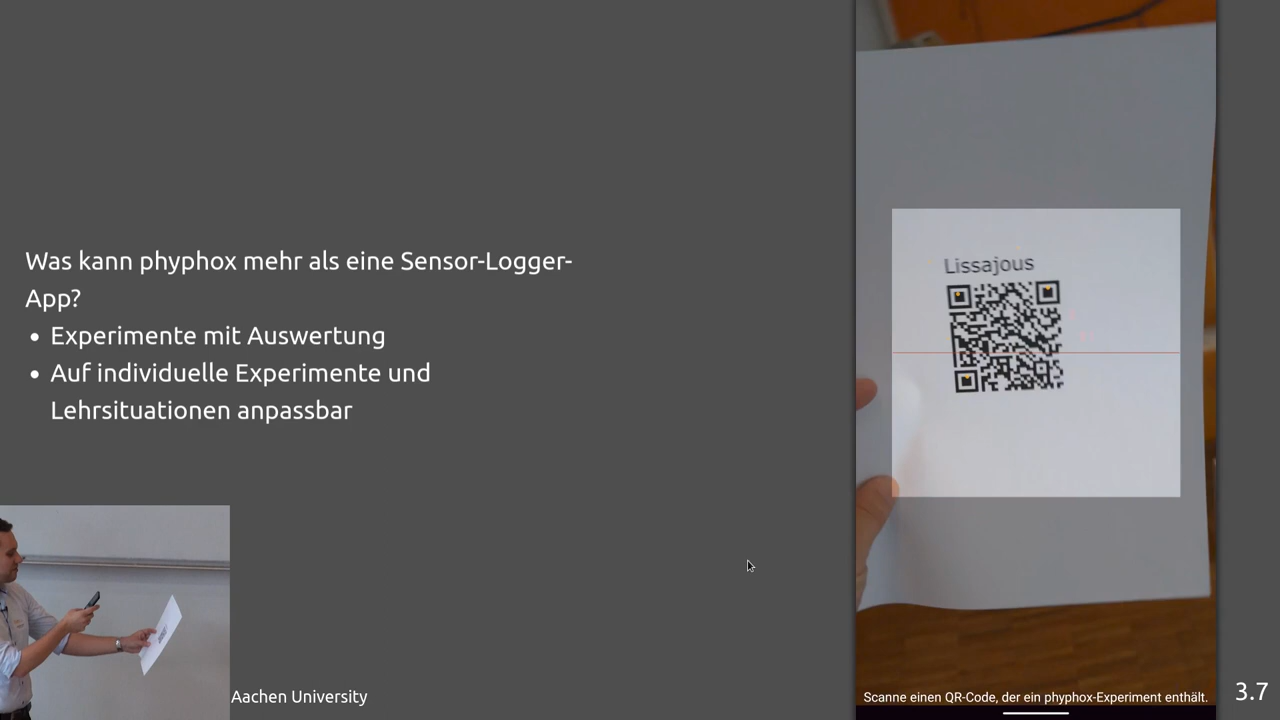 Was kann phyphox mehr als eine Sensor-Logger-
App?
• Experimente mit Auswertung
• Auf individuelle Experimente und
Lehrsituationen anpassbar
Lissajous
Aachen University
Scanne einen QR-Code, der ein phyphox-Experiment enthält.
3.7